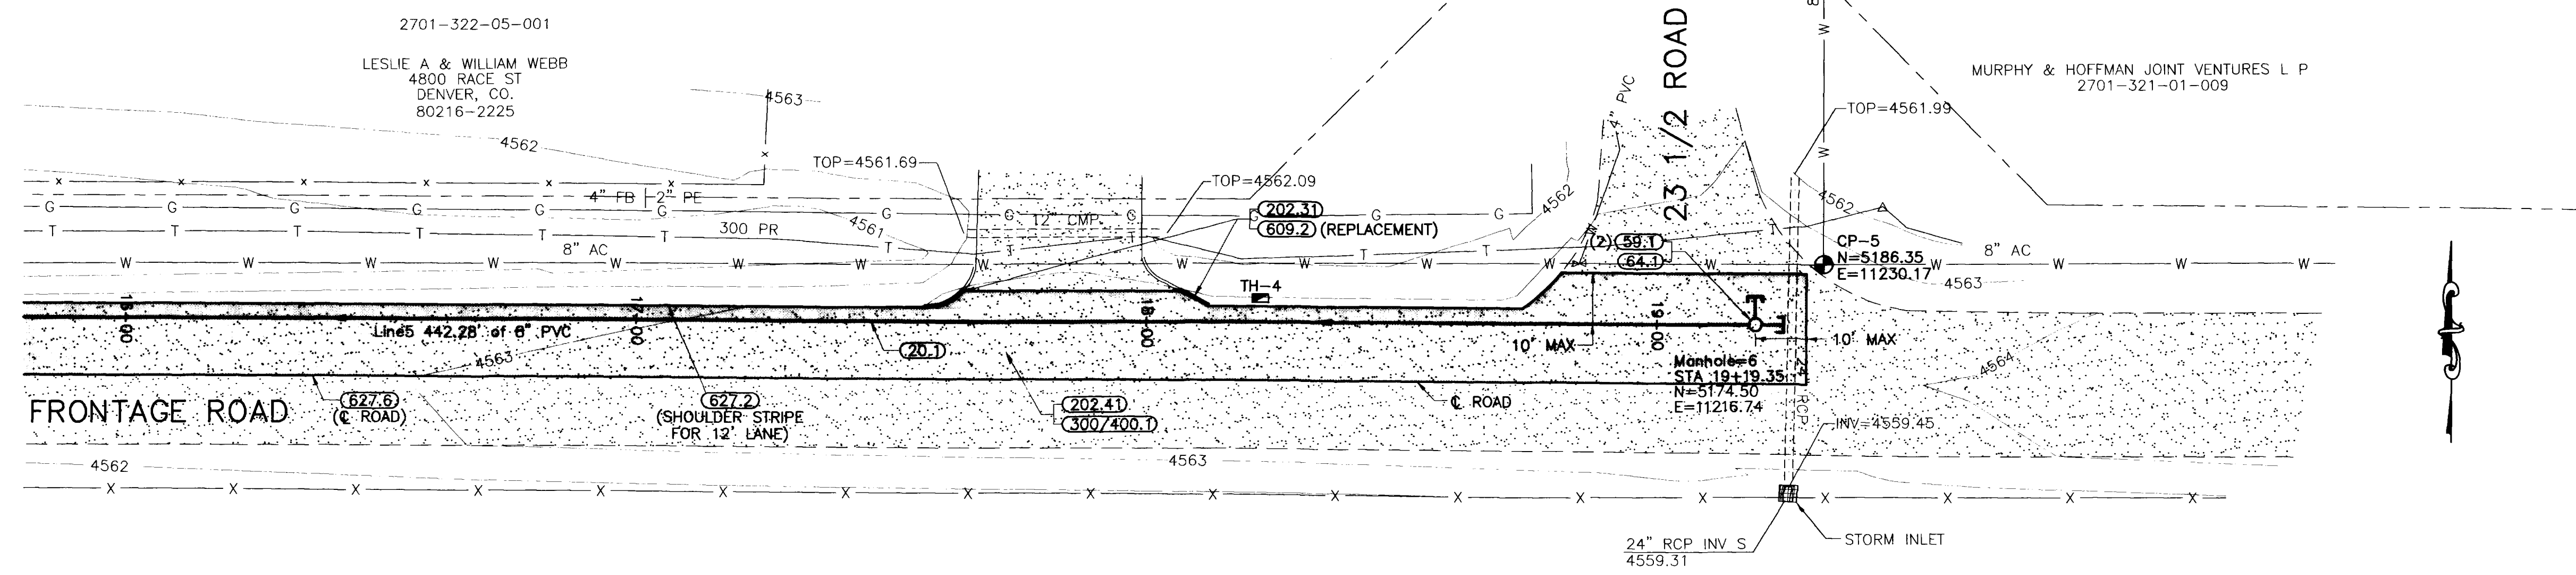 2701-322-05-001
LESLIE A & WILLIAM WEBB
4800 RACE ST
DENVER, CO.
80216-2225
4563
4562
TOP=4561.69
TOP=4562.09
4" FB
2" PE
G G G G G G G G G G G G
12" CMP
4561
300 PR
T T T T T T T T T T T T
8" AC
W W W W W W W W W W W W W W W W W W
202.31
609.2 (REPLACEMENT)
4" PVC
23 1/2 ROAD
4562
(2) 59.1
64.1
8
W
W
MURPHY & HOFFMAN JOINT VENTURES L P
2701-321-01-009
TOP=4561.99
4562
CP-5
N=5186.35
E=11230.17
8" AC
4563
TH-4
16+00
17+00
18+00
19+00
Line5 442.28' of 8" PVC
4563
20.1
10' MAX
10' MAX
Manhole=6
STA 19+19.35
N=5174.50
E=11216.74
24" RCP
4564
FRONTAGE ROAD
627.6
(℄ ROAD)
627.2
(SHOULDER STRIPE
FOR 12' LANE)
202.41
300/400.1
℄ ROAD
INV=4559.45
4562
4563
X X X X X X X X X X X X X X X X X X
24" RCP INV S
4559.31
STORM INLET